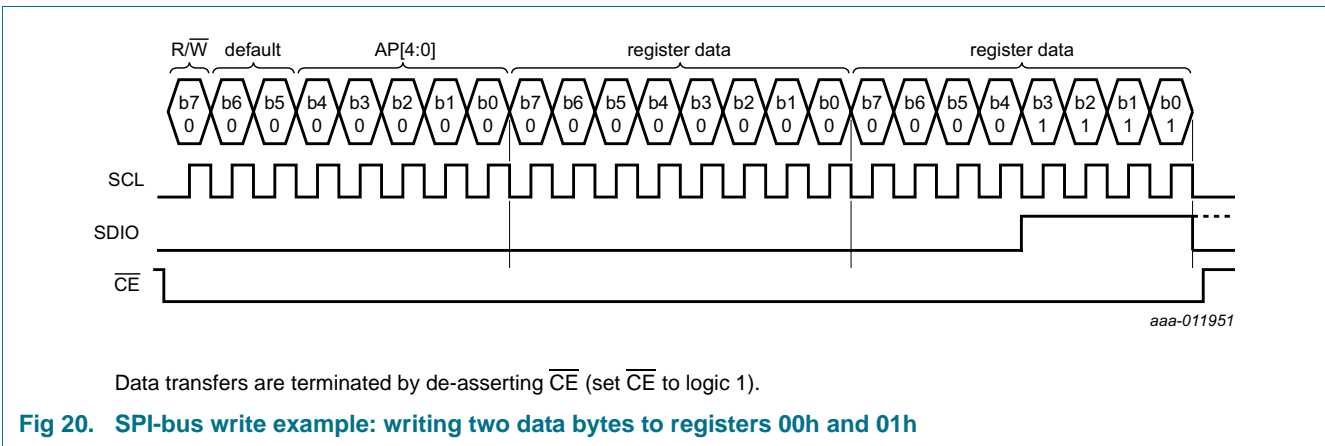 R/W default AP[4:0] register data register data
b7 b6 b5 b4 b3 b2 b1 b0 b7 b6 b5 b4 b3 b2 b1 b0 b7 b6 b5 b4 b3 b2 b1 b0
0 0 0 0 0 0 0 0 0 0 0 0 0 0 0 0 0 0 0 0 1 1 1 1
SCL
SDIO
CE
aaa-011951
Data transfers are terminated by de-asserting CE (set CE to logic 1).
Fig 20. SPI-bus write example: writing two data bytes to registers 00h and 01h